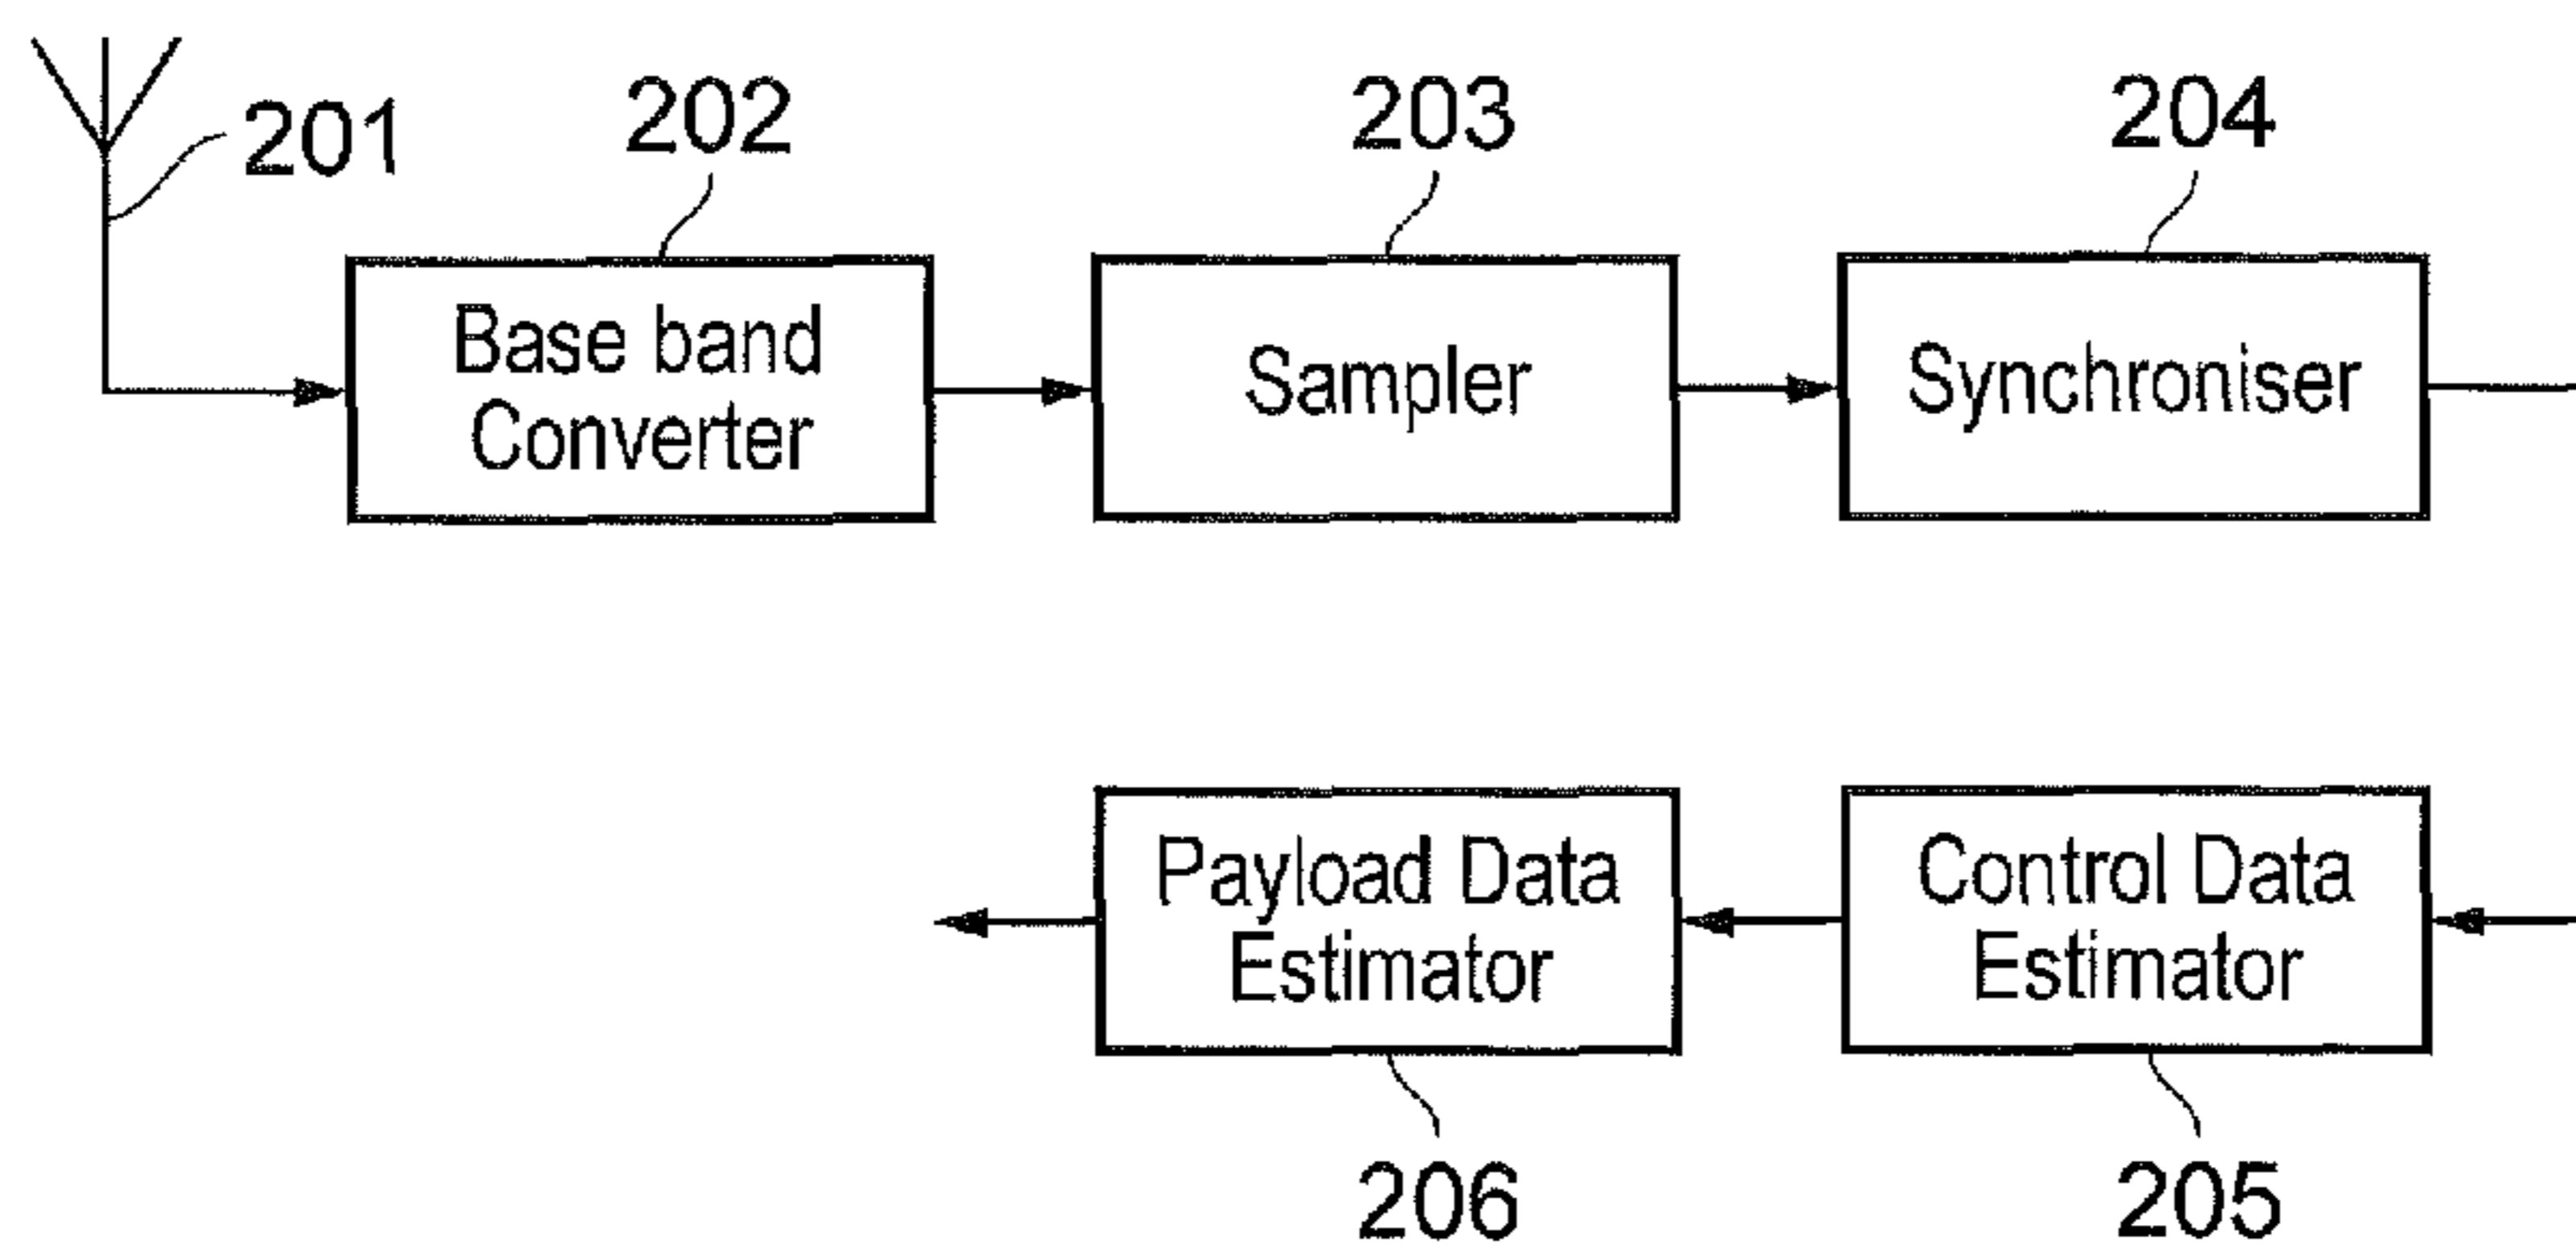 201
202
203
204
Base band
Converter
Sampler
Synchroniser
Payload Data
Estimator
Control Data
Estimator
206
205